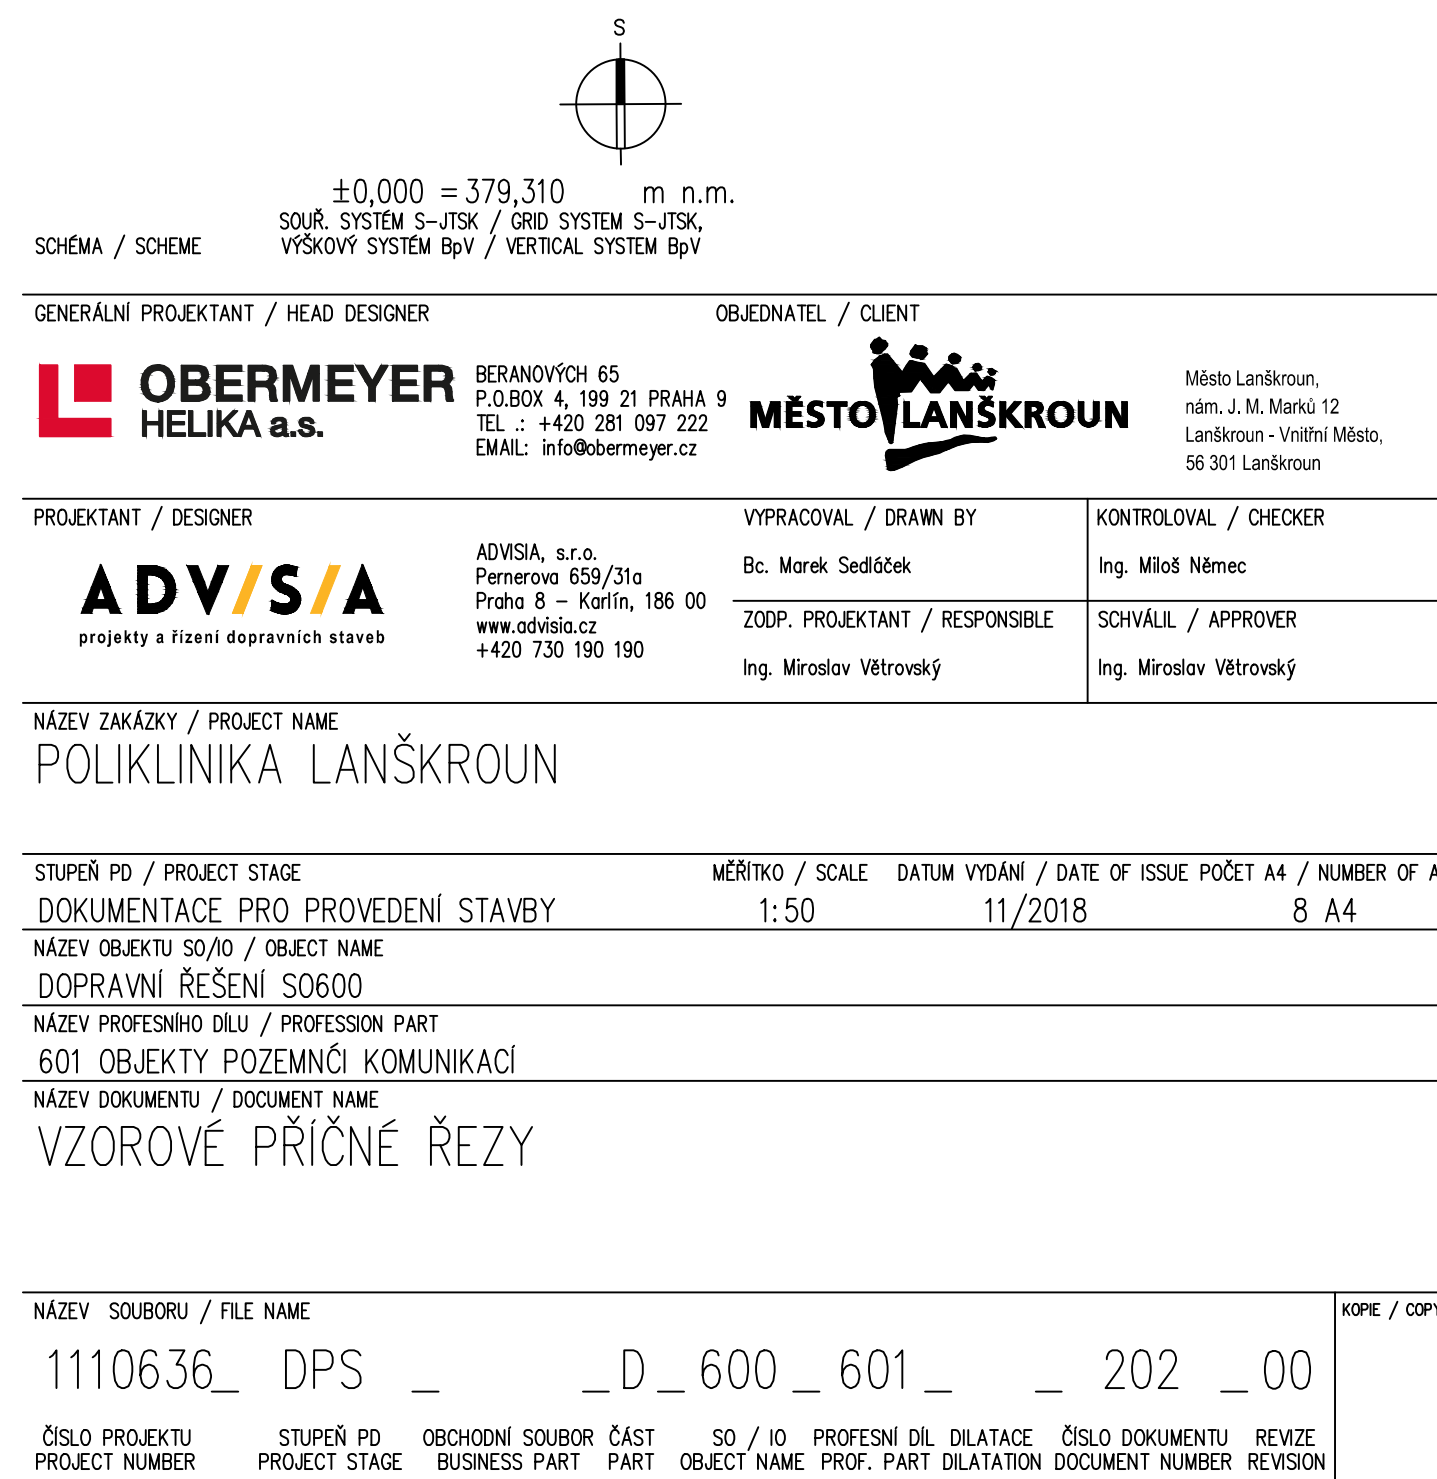 S
±0,000 = 379,310 m n.m.
SOUŘ. SYSTÉM S-JTSK / GRID SYSTEM S-JTSK,
SCHÉMA / SCHEME VÝŠKOVÝ SYSTÉM BpV / VERTICAL SYSTEM BpV
GENERÁLNÍ PROJEKTANT / HEAD DESIGNER
OBERMEYER
HELIKA a.s.
BERANOVÝCH 65
P.O.BOX 4, 199 21 PRAHA 9
TEL .: +420 281 097 222
EMAIL: info@obermeyer.cz
OBJEDNATEL / CLIENT
MĚSTO LANŠKROUN
Město Lanškroun,
nám. J. M. Marků 12
Lanškroun - Vnitřní Město,
56 301 Lanškroun
PROJEKTANT / DESIGNER
ADVISIA
projekty a řízení dopravních staveb
ADVISIA, s.r.o.
Pernerova 659/31a
Praha 8 - Karlín, 186 00
www.advisia.cz
+420 730 190 190
VYPRACOVAL / DRAWN BY
Bc. Marek Sedláček
KONTROLOVAL / CHECKER
Ing. Miloš Němec
ZODP. PROJEKTANT / RESPONSIBLE
Ing. Miroslav Větrovský
SCHVÁLIL / APPROVER
Ing. Miroslav Větrovský
NÁZEV ZAKÁZKY / PROJECT NAME
POLIKLINIKA LANŠKROUN
STUPEŇ PD / PROJECT STAGE MĚŘÍTKO / SCALE DATUM VYDÁNÍ / DATE OF ISSUE POČET A4 / NUMBER OF A
DOKUMENTACE PRO PROVEDENÍ STAVBY 1:50 11/2018 8 A4
NÁZEV OBJEKTU SO/IO / OBJECT NAME
DOPRAVNÍ ŘEŠENÍ SO600
NÁZEV PROFESNÍHO DÍLU / PROFESSION PART
601 OBJEKTY POZEMNĆI KOMUNIKACÍ
NÁZEV DOKUMENTU / DOCUMENT NAME
VZOROVÉ PŘÍČNÉ ŘEZY
NÁZEV SOUBORU / FILE NAME KOPIE / COPY
1110636_ DPS _ _ D _ 600 _ 601 _ _ 202 _ 00
ČÍSLO PROJEKTU STUPEŇ PD OBCHODNÍ SOUBOR ČÁST SO / IO PROFESNÍ DÍL DILATACE ČÍSLO DOKUMENTU REVIZE
PROJECT NUMBER PROJECT STAGE BUSINESS PART PART OBJECT NAME PROF. PART DILATATION DOCUMENT NUMBER REVISION